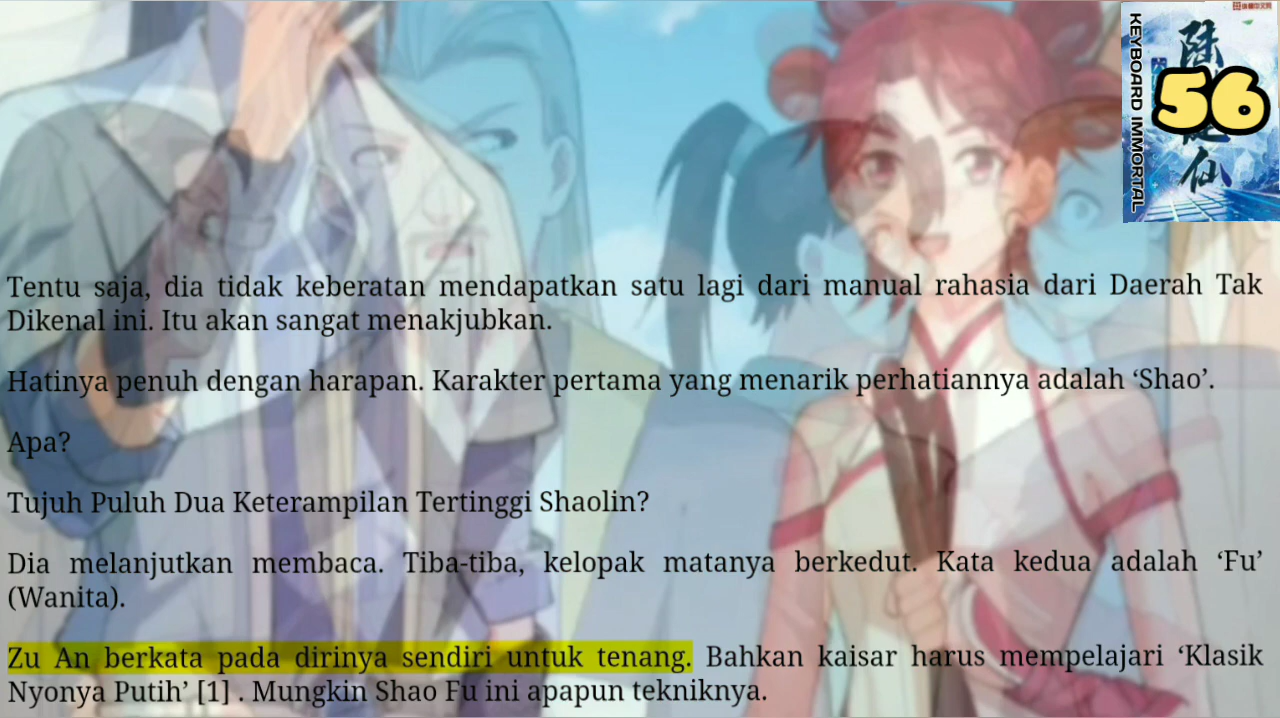 KEYBOARD IMMORTAL
56
仙
Tentu saja, dia tidak keberatan mendapatkan satu lagi dari manual rahasia dari Daerah Tak
Dikenal ini. Itu akan sangat menakjubkan.
Hatinya penuh dengan harapan. Karakter pertama yang menarik perhatiannya adalah ‘Shao’.
Apa?
Tujuh Puluh Dua Keterampilan Tertinggi Shaolin?
Dia melanjutkan membaca. Tiba-tiba, kelopak matanya berkedut. Kata kedua adalah ‘Fu’
(Wanita).
Zu An berkata pada dirinya sendiri untuk tenang. Bahkan kaisar harus mempelajari ‘Klasik
Nyonya Putih’ [1] . Mungkin Shao Fu ini apapun tekniknya.